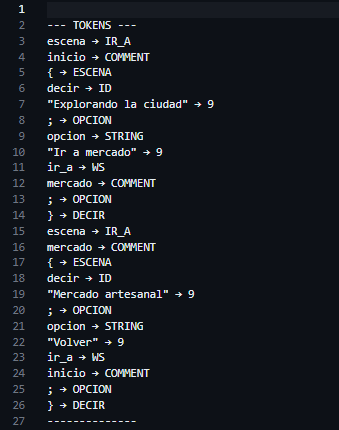 1
2 --- TOKENS ---
3 escena → IR_A
4 inicio → COMMENT
5 { → ESCENA
6 decir → ID
7 "Explorando la ciudad" → 9
8 ; → OPCION
9 opcion → STRING
10 "Ir a mercado" → 9
11 ir_a → WS
12 mercado → COMMENT
13 ; → OPCION
14 } → DECIR
15 escena → IR_A
16 mercado → COMMENT
17 { → ESCENA
18 decir → ID
19 "Mercado artesanal" → 9
20 ; → OPCION
21 opcion → STRING
22 "Volver" → 9
23 ir_a → WS
24 inicio → COMMENT
25 ; → OPCION
26 } → DECIR
27 --------------